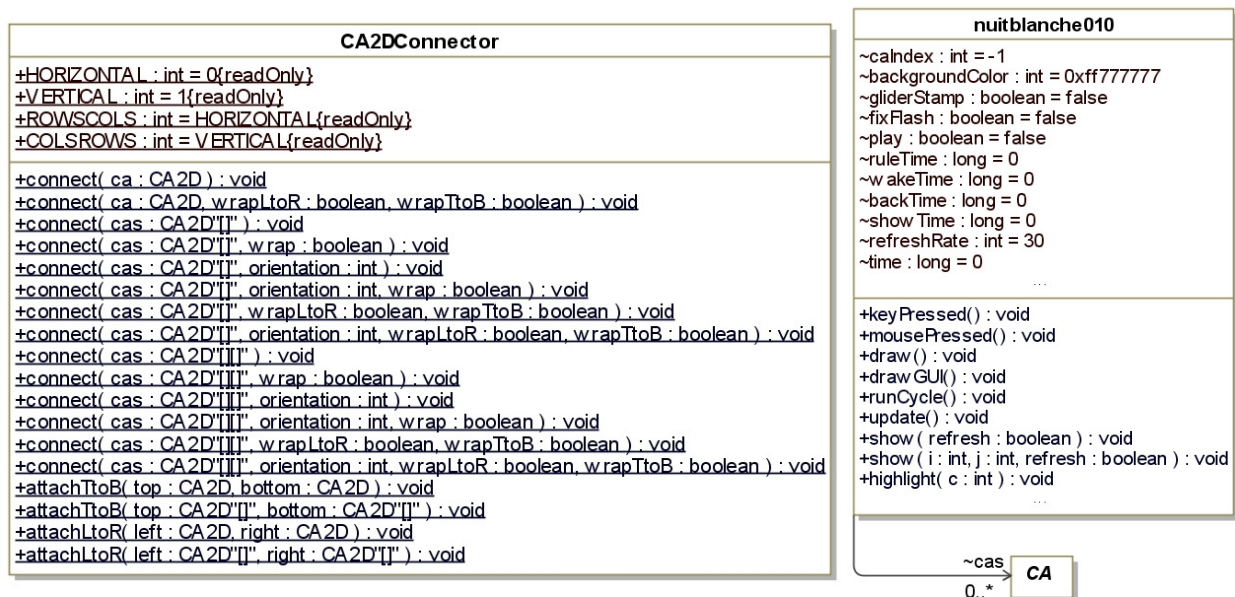 CA2DConnector
+HORIZONTAL : int = 0{readOnly}
+VERTICAL : int = 1{readOnly}
+ROWSCOLS : int = HORIZONTAL{readOnly}
+COLSROWS : int = VERTICAL{readOnly}
+connect( ca : CA2D ) : void
+connect( ca : CA2D, wrapLtoR : boolean, wrapTtoB : boolean ) : void
+connect( cas : CA2D"[]" ) : void
+connect( cas : CA2D"[]", wrap : boolean ) : void
+connect( cas : CA2D"[]", orientation : int ) : void
+connect( cas : CA2D"[]", orientation : int, wrap : boolean ) : void
+connect( cas : CA2D"[]", wrapLtoR : boolean, wrapTtoB : boolean ) : void
+connect( cas : CA2D"[]", orientation : int, wrapLtoR : boolean, wrapTtoB : boolean ) : void
+connect( cas : CA2D"[][]" ) : void
+connect( cas : CA2D"[][]", wrap : boolean ) : void
+connect( cas : CA2D"[][]", orientation : int ) : void
+connect( cas : CA2D"[][]", orientation : int, wrap : boolean ) : void
+connect( cas : CA2D"[][]", wrapLtoR : boolean, wrapTtoB : boolean ) : void
+connect( cas : CA2D"[][]", orientation : int, wrapLtoR : boolean, wrapTtoB : boolean ) : void
+attachTtoB( top : CA2D, bottom : CA2D ) : void
+attachTtoB( top : CA2D"[]", bottom : CA2D"[]" ) : void
+attachLtoR( left : CA2D, right : CA2D ) : void
+attachLtoR( left : CA2D"[]", right : CA2D"[]" ) : void
nuitblanche010
~caIndex : int = -1
~backgroundColor : int = 0xff777777
~gliderStamp : boolean = false
~fixFlash : boolean = false
~play : boolean = false
~ruleTime : long = 0
~wakeTime : long = 0
~backTime : long = 0
~showTime : long = 0
~refreshRate : int = 30
~time : long = 0
...
+keyPressed() : void
+mousePressed() : void
+draw() : void
+drawGUI() : void
+runCycle() : void
+update() : void
+show( refresh : boolean ) : void
+show( i : int, j : int, refresh : boolean ) : void
+highlight( c : int ) : void
...
~cas
0..*
CA